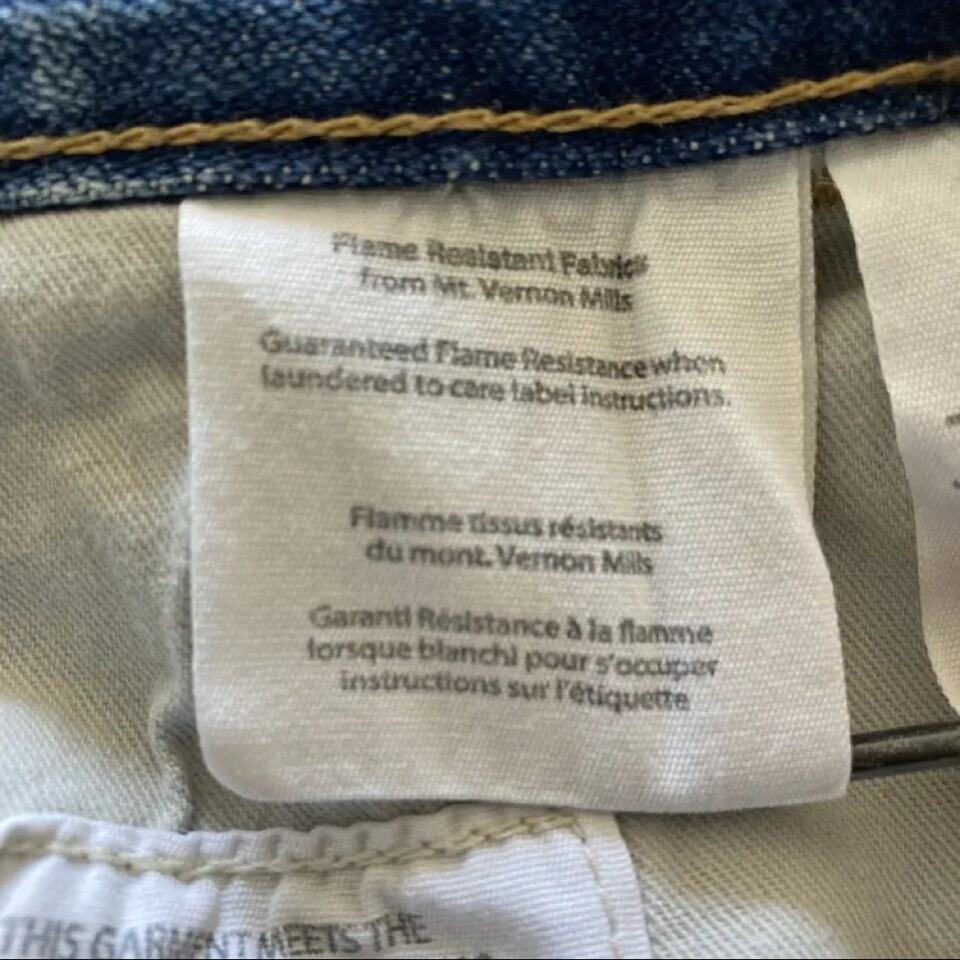 Flame Resistant Fabrics
from Mt. Vernon Mills
Guaranteed Flame Resistance when
laundered to care label instructions.
Flamme tissus résistants
du mont. Vernon Mills
Garanti Résistance à la flamme
lorsque blanchi pour s'occuper
instructions sur l'étiquette
THIS GARMENT MEETS THE